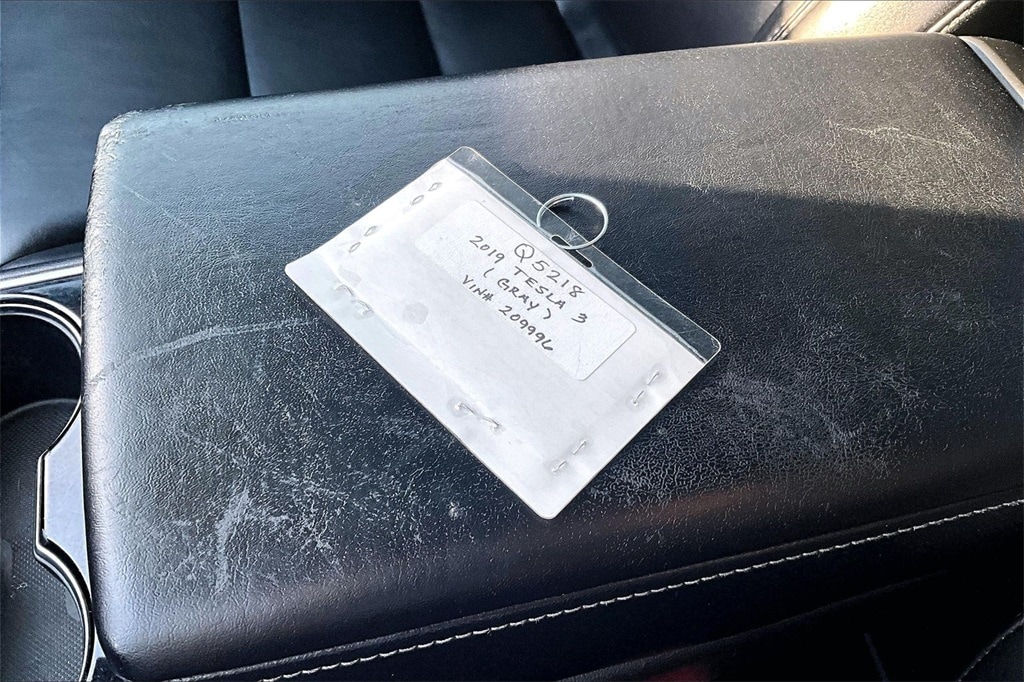 Q5218
2019 TESLA 3
(GRAY)
VIN# 209996